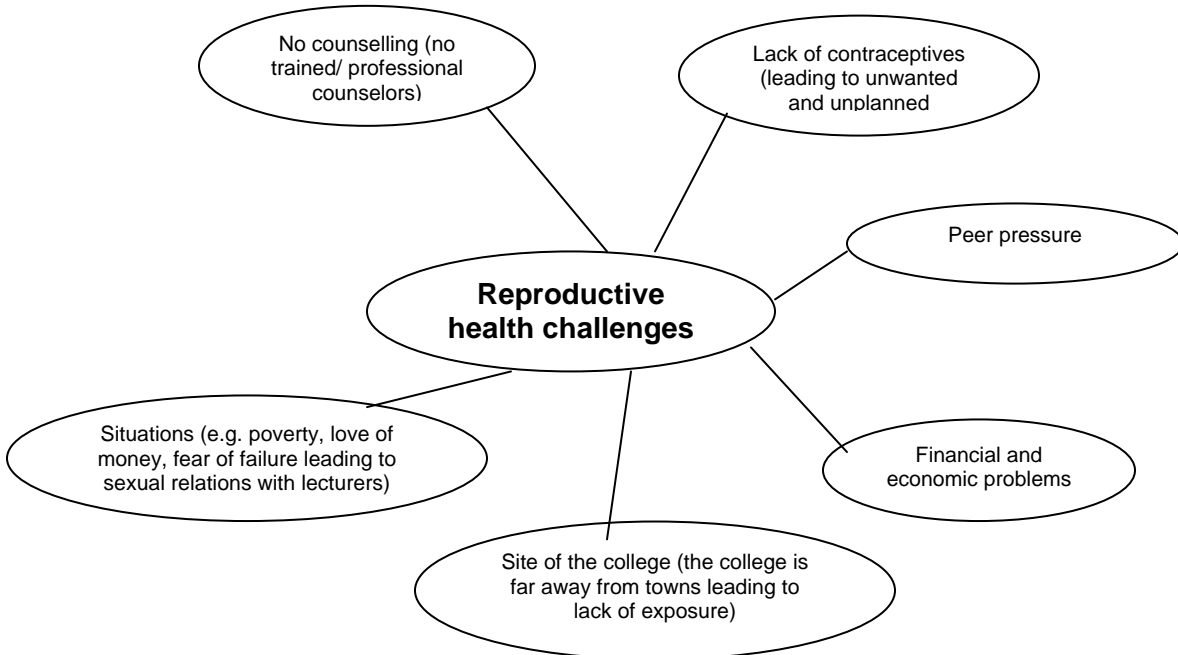 No counselling (no
trained/ professional
counselors)
Lack of contraceptives
(leading to unwanted
and unplanned
Peer pressure
Reproductive
health challenges
Situations (e.g. poverty, love of
money, fear of failure leading to
sexual relations with lecturers)
Financial and
economic problems
Site of the college (the college is
far away from towns leading to
lack of exposure)